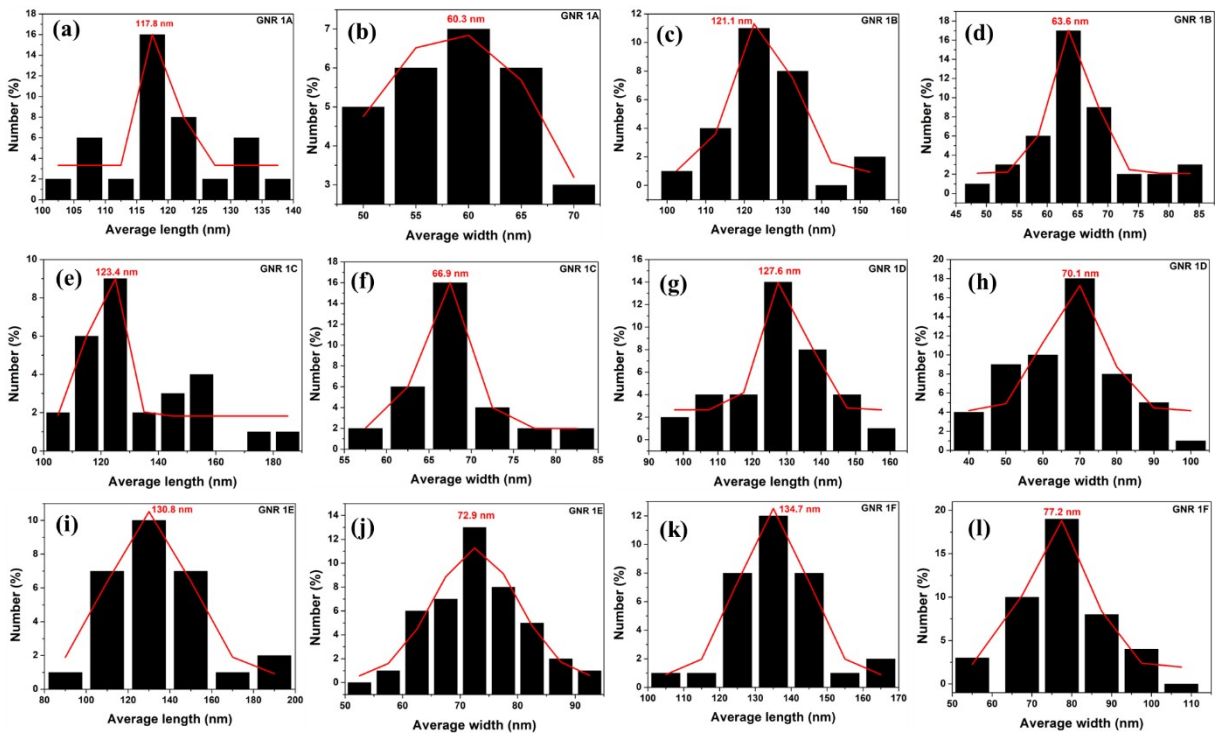 (a) 117.8 nm GNR 1A
18
16
14
12
10
8
6
4
2
0
Number (%)
100 105 110 115 120 125 130 135 140
Average length (nm)
(b) 60.3 nm GNR 1A
7
6
5
3
Number (%)
50 55 60 65 70
Average width (nm)
(c) 121.1 nm GNR 1B
12
10
8
6
4
2
0
Number (%)
100 110 120 130 140 150 160
Average length (nm)
(d) 63.6 nm GNR 1B
18
16
14
12
10
8
6
4
2
0
Number (%)
45 50 55 60 65 70 75 80 85
Average width (nm)
(e) 123.4 nm GNR 1C
10
8
6
4
2
0
Number (%)
100 120 140 160 180
Average length (nm)
(f) 66.9 nm GNR 1C
18
16
14
12
10
8
6
4
2
0
Number (%)
55 60 65 70 75 80 85
Average width (nm)
(g) 127.6 nm GNR 1D
16
14
12
10
8
6
4
2
0
Number (%)
90 100 110 120 130 140 150 160
Average length (nm)
(h) 70.1 nm GNR 1D
20
18
16
14
12
10
8
6
4
2
0
Number (%)
40 50 60 70 80 90 100
Average width (nm)
(i) 130.8 nm GNR 1E
10
8
6
4
2
0
Number (%)
80 100 120 140 160 180 200
Average length (nm)
(j) 72.9 nm GNR 1E
14
12
10
8
6
4
2
0
Number (%)
50 60 70 80 90
Average width (nm)
(k) 134.7 nm GNR 1F
12
10
8
6
4
2
0
Number (%)
100 110 120 130 140 150 160 170
Average length (nm)
(l) 77.2 nm GNR 1F
20
15
10
5
0
Number (%)
50 60 70 80 90 100 110
Average width (nm)